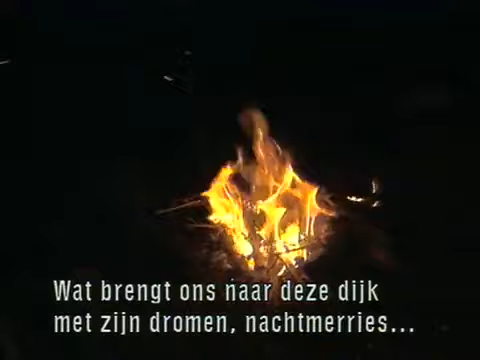 Wat brengt ons naar deze dijk
met zijn dromen, nachtmerries...